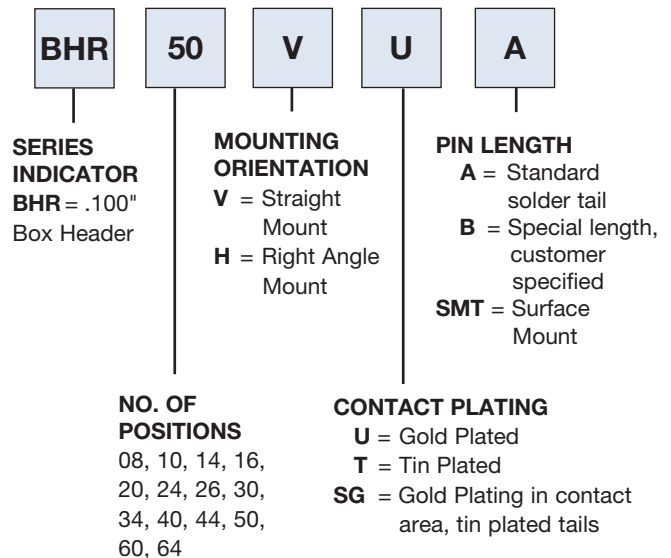 BHR 50 V U A
SERIES
INDICATOR
BHR = .100"
Box Header
MOUNTING
ORIENTATION
V = Straight
Mount
H = Right Angle
Mount
PIN LENGTH
A = Standard
solder tail
B = Special length,
customer
specified
SMT = Surface
Mount
NO. OF
POSITIONS
08, 10, 14, 16,
20, 24, 26, 30,
34, 40, 44, 50,
60, 64
CONTACT PLATING
U = Gold Plated
T = Tin Plated
SG = Gold Plating in contact
area, tin plated tails